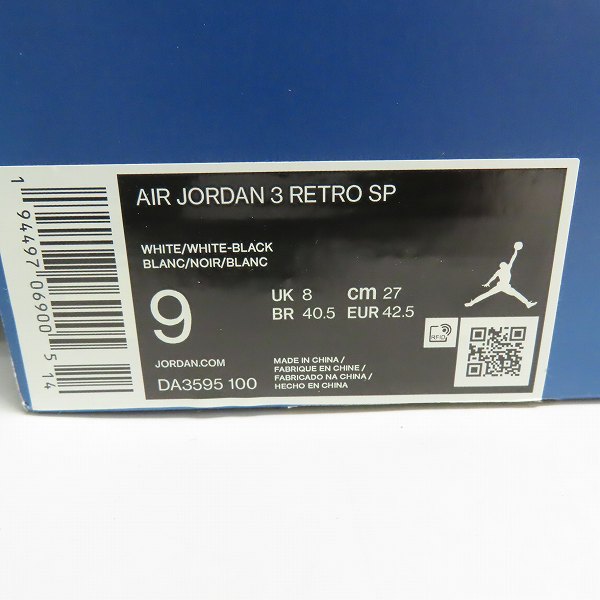 AIR JORDAN 3 RETRO SP
WHITE/WHITE-BLACK
BLANC/NOIR/BLANC
9
UK 8 cm 27
BR 40.5 EUR 42.5
JORDAN.COM
DA3595 100
MADE IN CHINA /
FABRIQUE EN CHINE /
FABRICADO NA CHINA /
HECHO EN CHINA
RFID
1 94497 06900 5 14